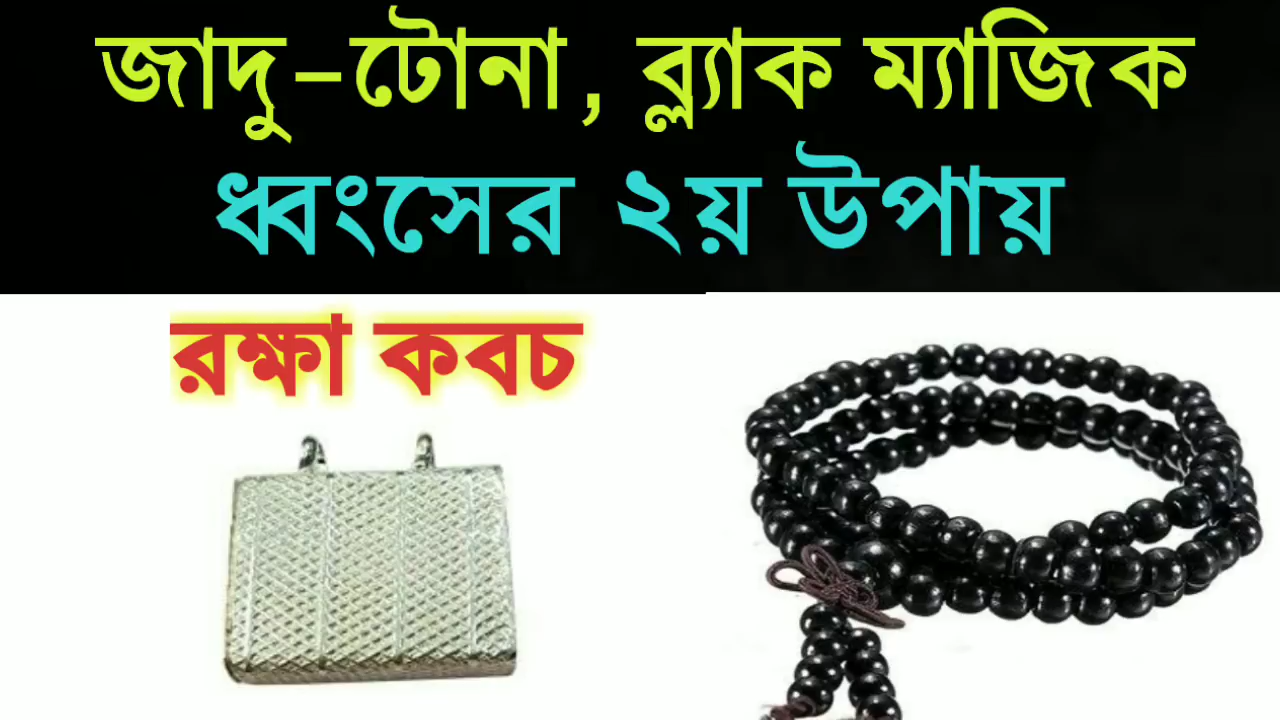 জাদু-টোনা, ব্ল্যাক ম্যাজিক
ধ্বংসের ২য় উপায়
রক্ষা কবচ